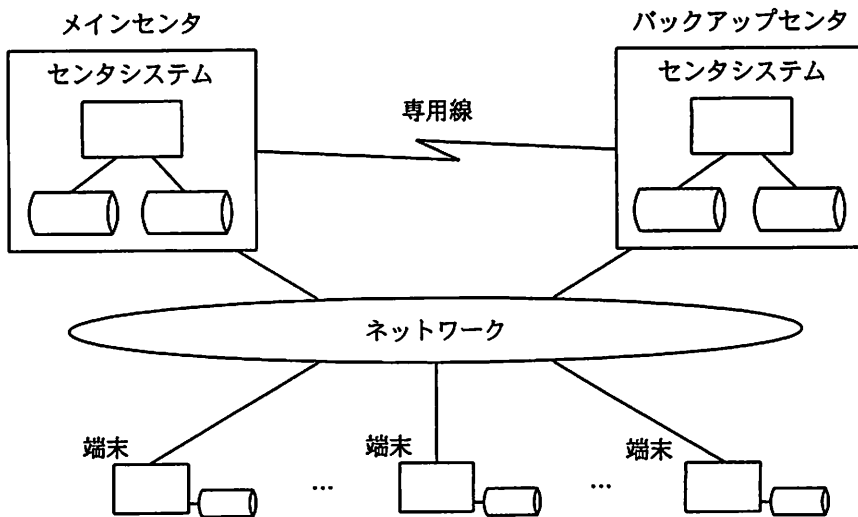 メインセンタ
バックアップセンタ
センタシステム
センタシステム
専用線
ネットワーク
端末
端末
端末
…
…